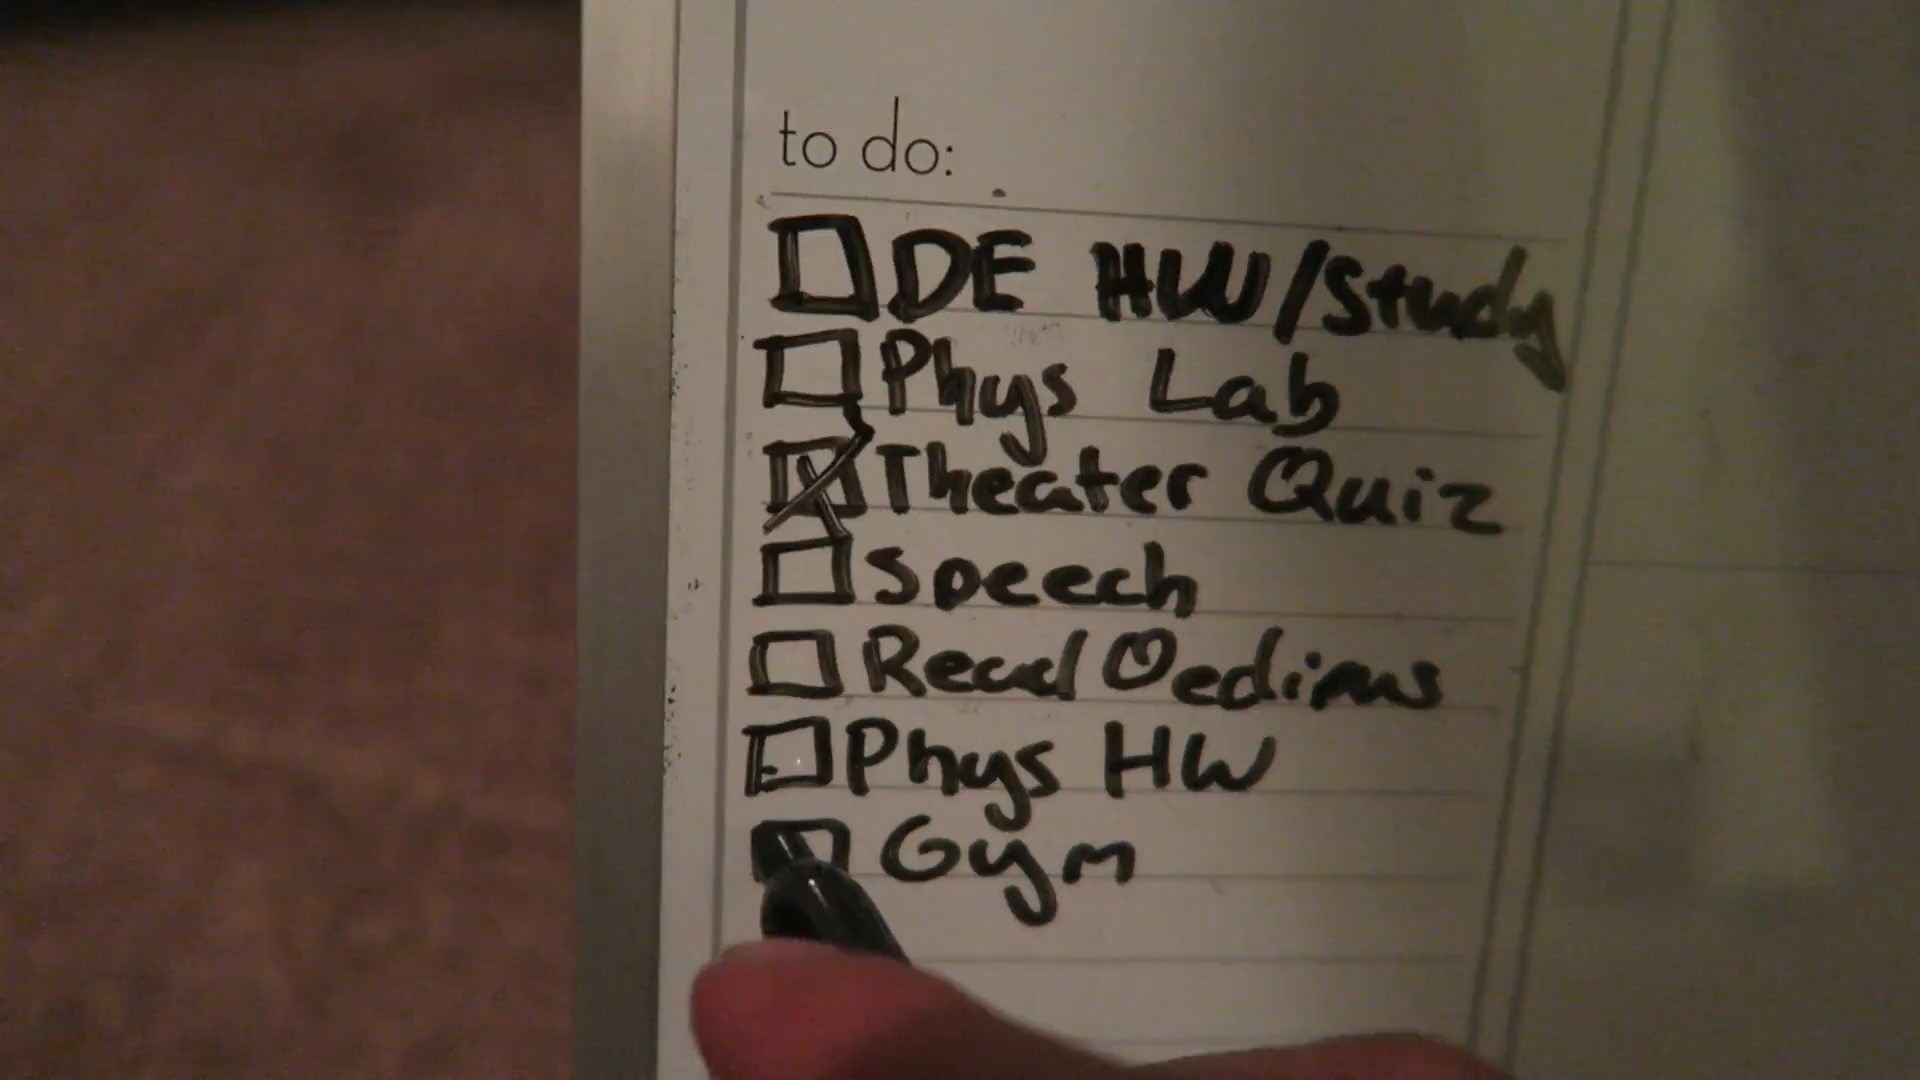 to do:
DE HW/Study
Phys Lab
Theater Quiz
Speech
Read Oedipus
Phys HW
Gym